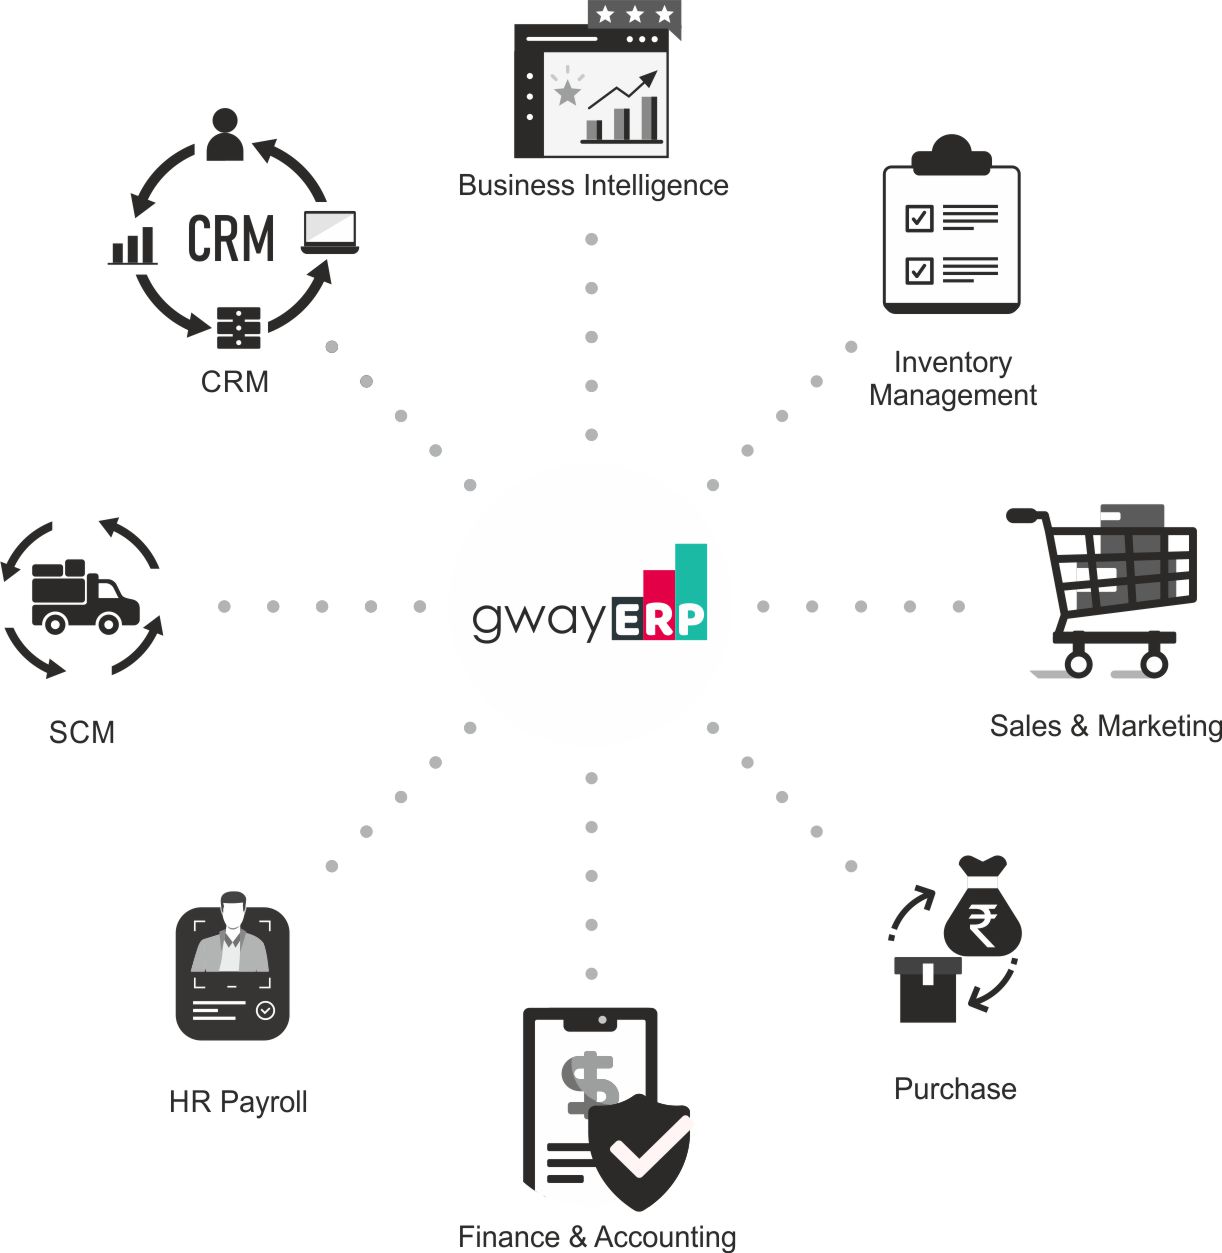 Business Intelligence
CRM
CRM
Inventory
Management
gwayERP
SCM
Sales & Marketing
HR Payroll
₹
Purchase
$
Finance & Accounting